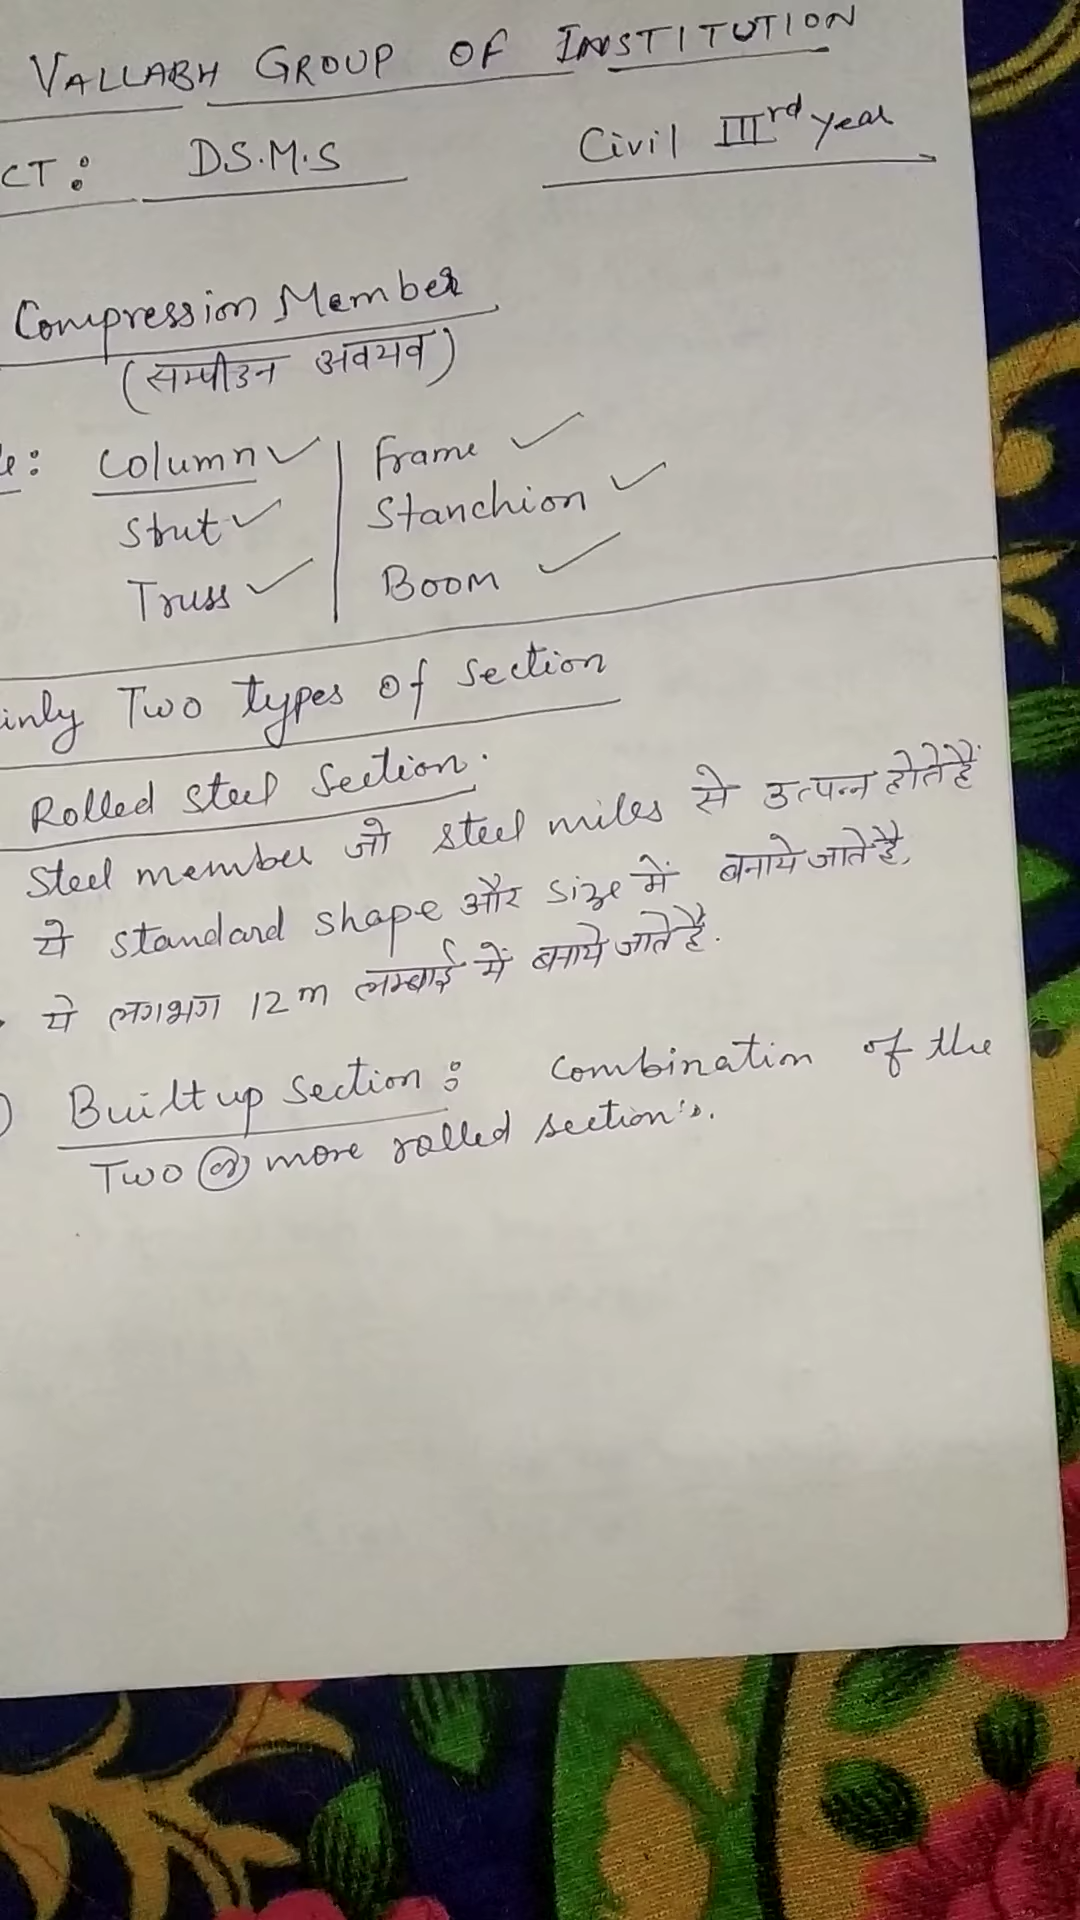 VALLABH GROUP OF INSTITUTION
CT: DS.M.S Civil IIIrd year
Compression Member
(सम्पीडन अवयव)
le: Column ✓ | Frame ✓
Strut ✓ | Stanchion ✓
Truss ✓ | Boom ✓
inly Two types of Section
Rolled Steel Section.
Steel member जो steel miles से उत्पन्न होते हैं
ये standard shape और size में बनाये जाते है,
ये लगभग 12m लम्बाई में बनाये जाते है.
) Built up section: Combination of the
Two or more rolled section's.